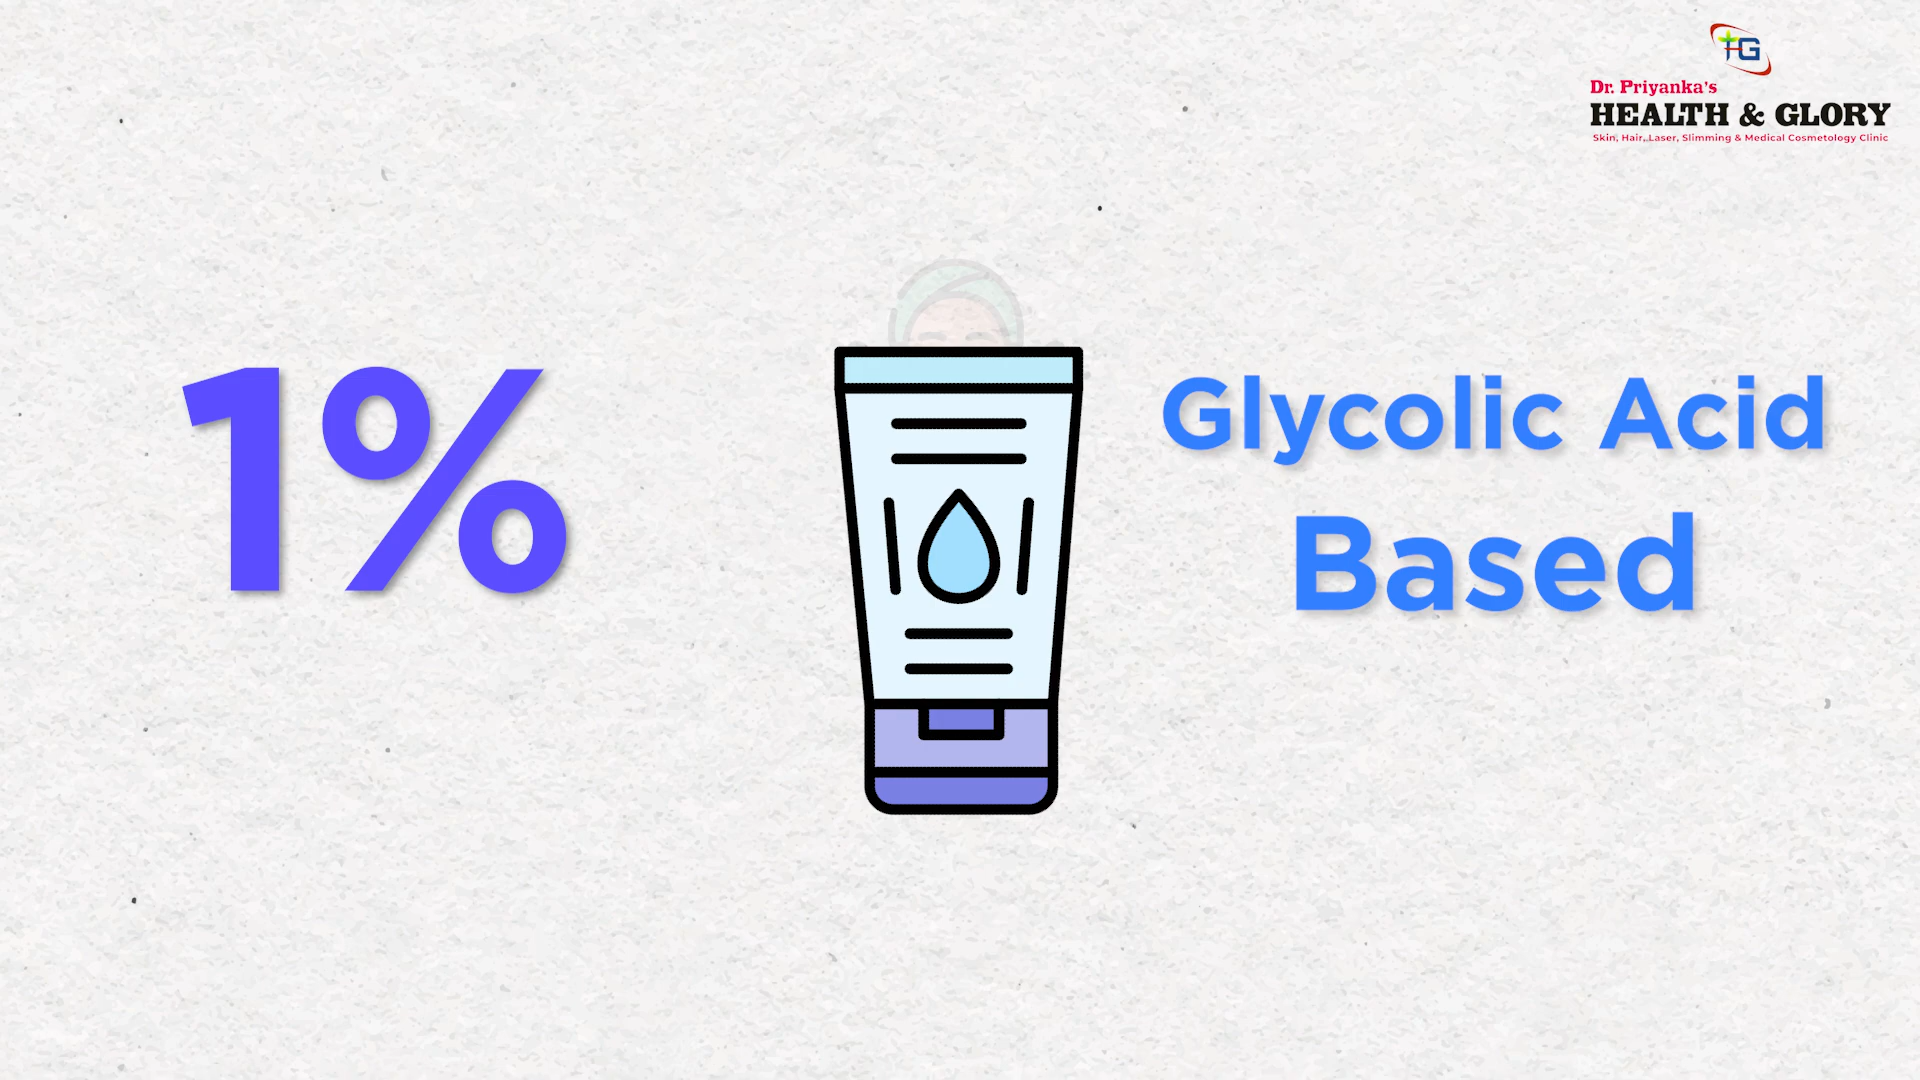 Dr. Priyanka's
HEALTH & GLORY
Skin, Hair, Laser, Slimming & Medical Cosmetology Clinic
1%
Glycolic Acid
Based